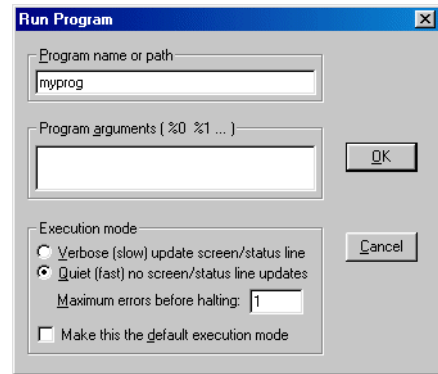 Run Program
Program name or path
myprog
Program arguments ( %0 %1 ... )
OK
Execution mode
Verbose (slow) update screen/status line
Cancel
Quiet (fast) no screen/status line updates
Maximum errors before halting: 1
Make this the default execution mode